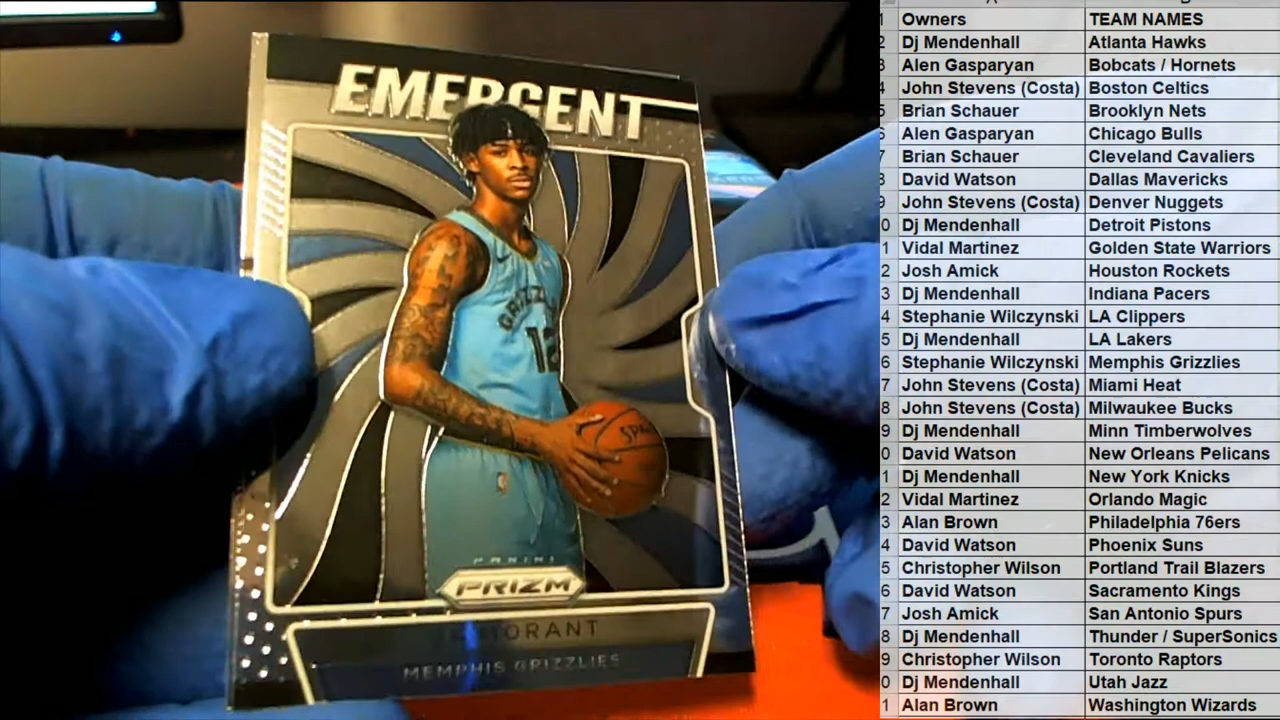 EMERGENT
GRIZZ
12
SPA
PANINI
PRIZM
MORANT
MEMPHIS GRIZZLIES
Owners TEAM NAMES
Dj Mendenhall Atlanta Hawks
Alen Gasparyan Bobcats / Hornets
John Stevens (Costa) Boston Celtics
Brian Schauer Brooklyn Nets
Alen Gasparyan Chicago Bulls
Brian Schauer Cleveland Cavaliers
David Watson Dallas Mavericks
John Stevens (Costa) Denver Nuggets
Dj Mendenhall Detroit Pistons
Vidal Martinez Golden State Warriors
Josh Amick Houston Rockets
Dj Mendenhall Indiana Pacers
Stephanie Wilczynski LA Clippers
Dj Mendenhall LA Lakers
Stephanie Wilczynski Memphis Grizzlies
John Stevens (Costa) Miami Heat
John Stevens (Costa) Milwaukee Bucks
Dj Mendenhall Minn Timberwolves
David Watson New Orleans Pelicans
Dj Mendenhall New York Knicks
Vidal Martinez Orlando Magic
Alan Brown Philadelphia 76ers
David Watson Phoenix Suns
Christopher Wilson Portland Trail Blazers
David Watson Sacramento Kings
Josh Amick San Antonio Spurs
Dj Mendenhall Thunder / SuperSonics
Christopher Wilson Toronto Raptors
Dj Mendenhall Utah Jazz
Alan Brown Washington Wizards